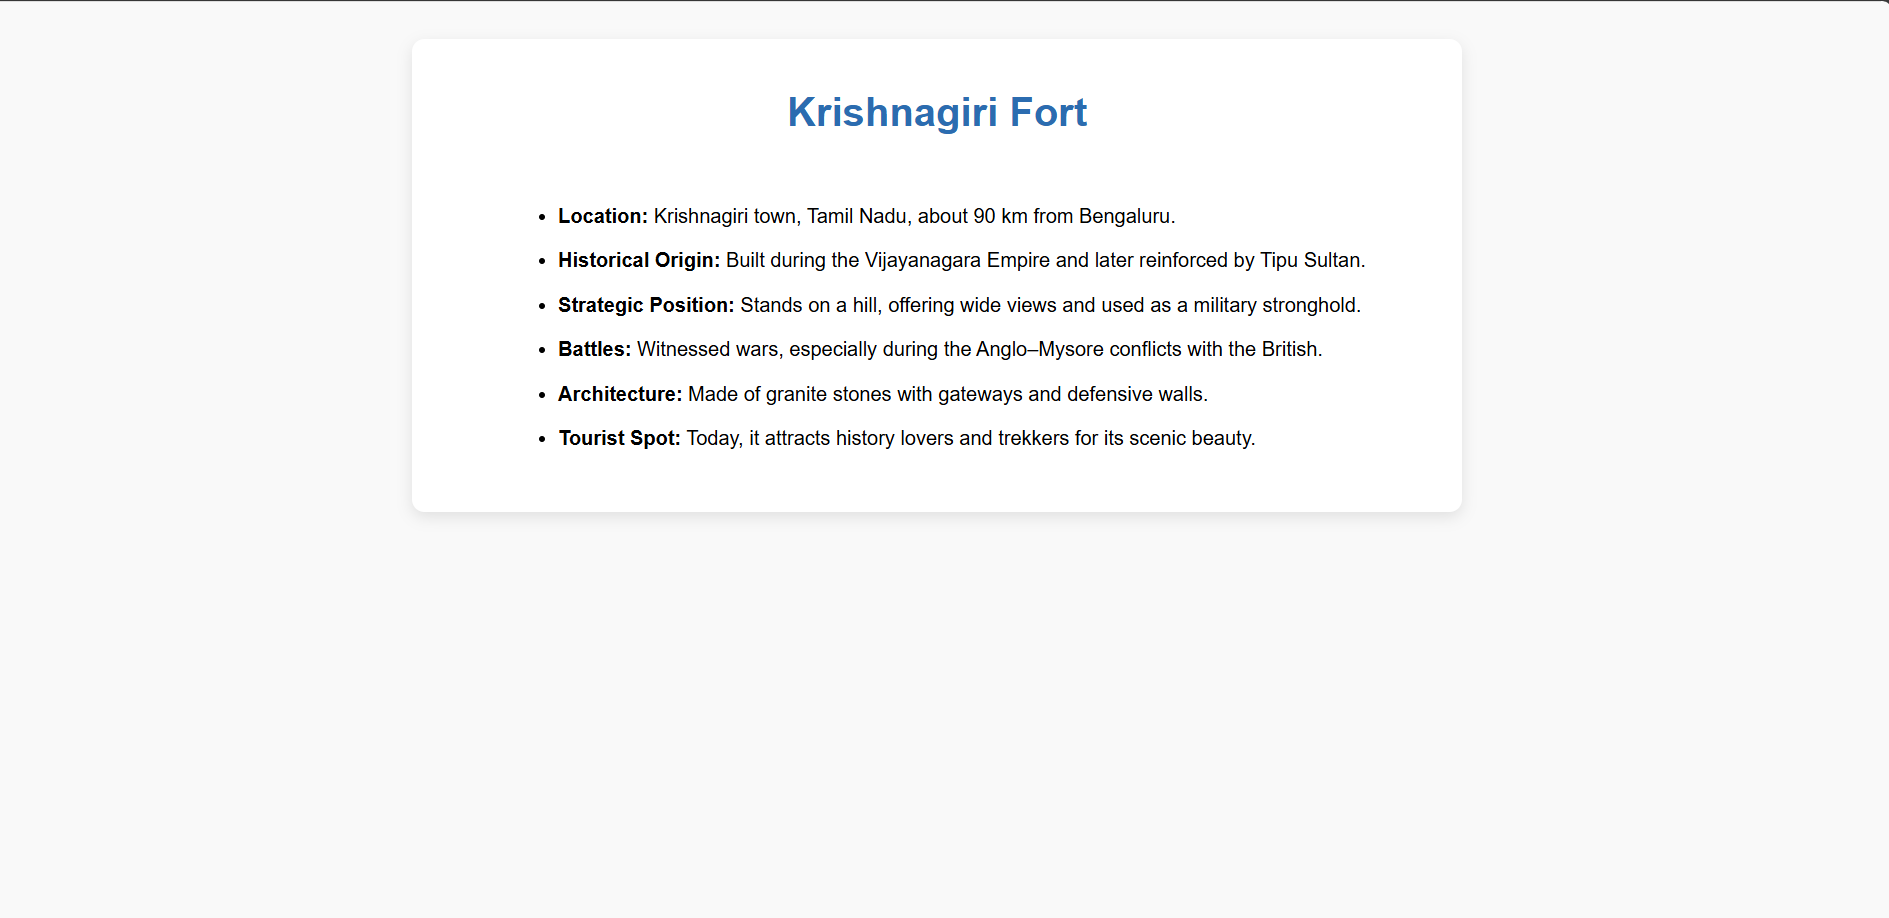 Krishnagiri Fort
• Location: Krishnagiri town, Tamil Nadu, about 90 km from Bengaluru.
• Historical Origin: Built during the Vijayanagara Empire and later reinforced by Tipu Sultan.
• Strategic Position: Stands on a hill, offering wide views and used as a military stronghold.
• Battles: Witnessed wars, especially during the Anglo–Mysore conflicts with the British.
• Architecture: Made of granite stones with gateways and defensive walls.
• Tourist Spot: Today, it attracts history lovers and trekkers for its scenic beauty.